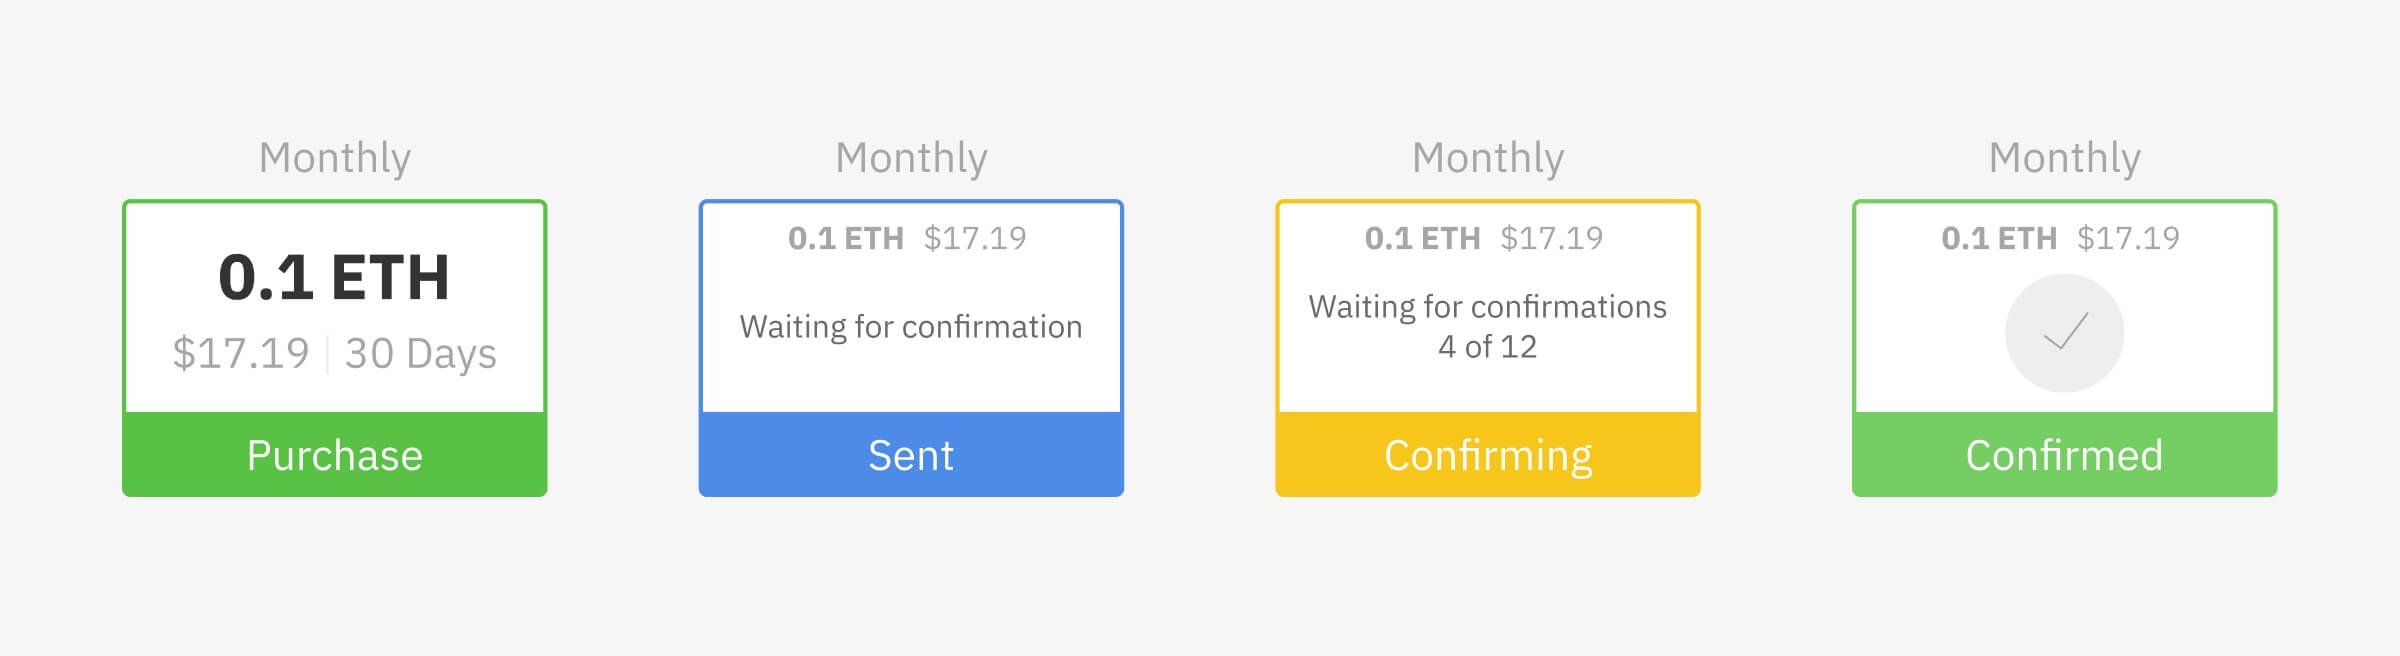 Monthly
0.1 ETH
$17.19 | 30 Days
Purchase
Monthly
0.1 ETH $17.19
Waiting for confirmation
Sent
Monthly
0.1 ETH $17.19
Waiting for confirmations
4 of 12
Confirming
Monthly
0.1 ETH $17.19
Confirmed